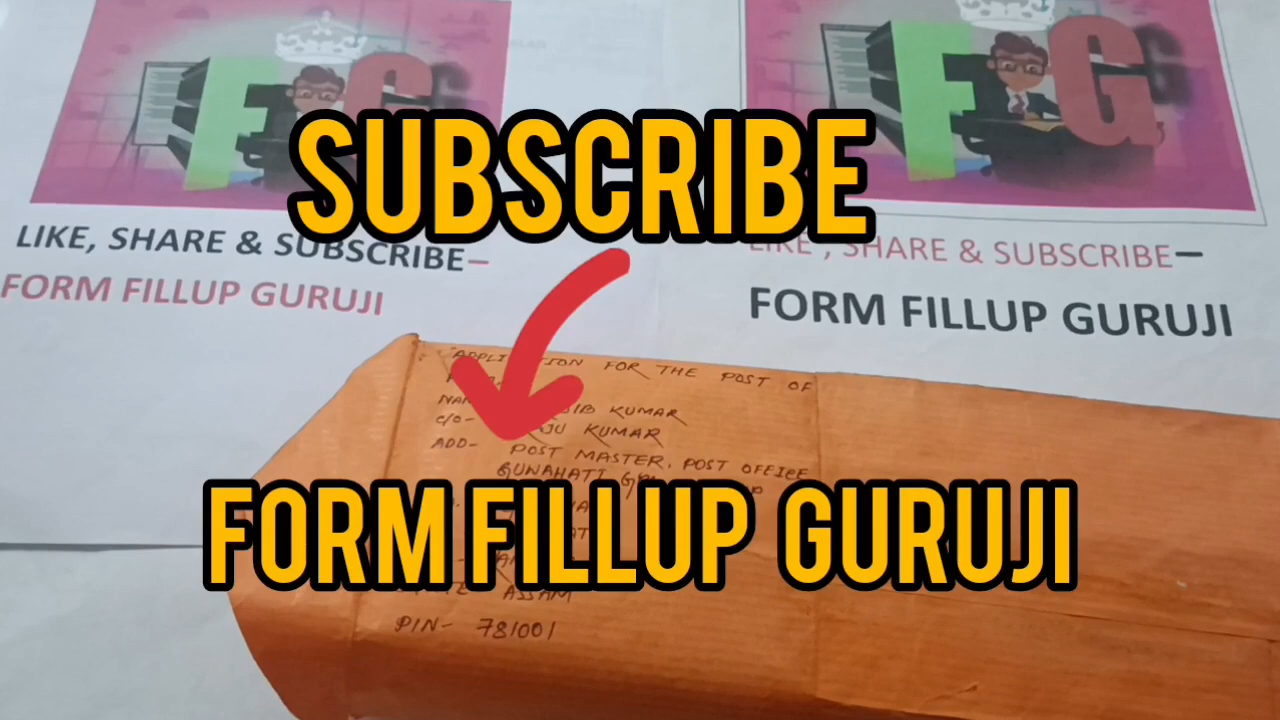 F G
F G
SUBSCRIBE
LIKE, SHARE & SUBSCRIBE–
FORM FILLUP GURUJI
LIKE, SHARE & SUBSCRIBE–
FORM FILLUP GURUJI
FOR THE POST OF
KUMAR
C/O- KUMAR
ADD- POST MASTER, POST OFFICE
FORM FILLUP GURUJI
ASSAM
PIN- 781001